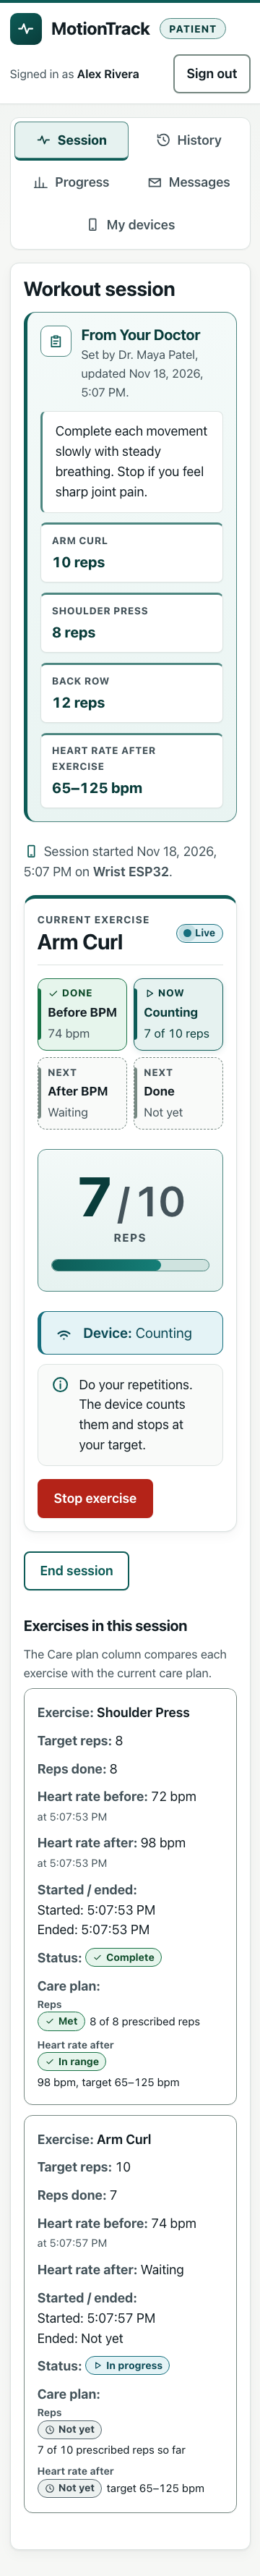 MotionTrack PATIENT
Signed in as Alex Rivera Sign out
Session History
Progress Messages
My devices
Workout session
From Your Doctor
Set by Dr. Maya Patel,
updated Nov 18, 2026,
5:07 PM.
Complete each movement
slowly with steady
breathing. Stop if you feel
sharp joint pain.
ARM CURL
10 reps
SHOULDER PRESS
8 reps
BACK ROW
12 reps
HEART RATE AFTER
EXERCISE
65–125 bpm
Session started Nov 18, 2026,
5:07 PM on Wrist ESP32.
CURRENT EXERCISE
Arm Curl
Live
DONE
Before BPM
74 bpm
NOW
Counting
7 of 10 reps
NEXT
After BPM
Waiting
NEXT
Done
Not yet
7/10
REPS
Device: Counting
Do your repetitions.
The device counts
them and stops at
your target.
Stop exercise
End session
Exercises in this session
The Care plan column compares each
exercise with the current care plan.
Exercise: Shoulder Press
Target reps: 8
Reps done: 8
Heart rate before: 72 bpm
at 5:07:53 PM
Heart rate after: 98 bpm
at 5:07:53 PM
Started / ended:
Started: 5:07:53 PM
Ended: 5:07:53 PM
Status: Complete
Care plan:
Reps
Met 8 of 8 prescribed reps
Heart rate after
In range
98 bpm, target 65–125 bpm
Exercise: Arm Curl
Target reps: 10
Reps done: 7
Heart rate before: 74 bpm
at 5:07:57 PM
Heart rate after: Waiting
Started / ended:
Started: 5:07:57 PM
Ended: Not yet
Status: In progress
Care plan:
Reps
Not yet
7 of 10 prescribed reps so far
Heart rate after
Not yet target 65–125 bpm